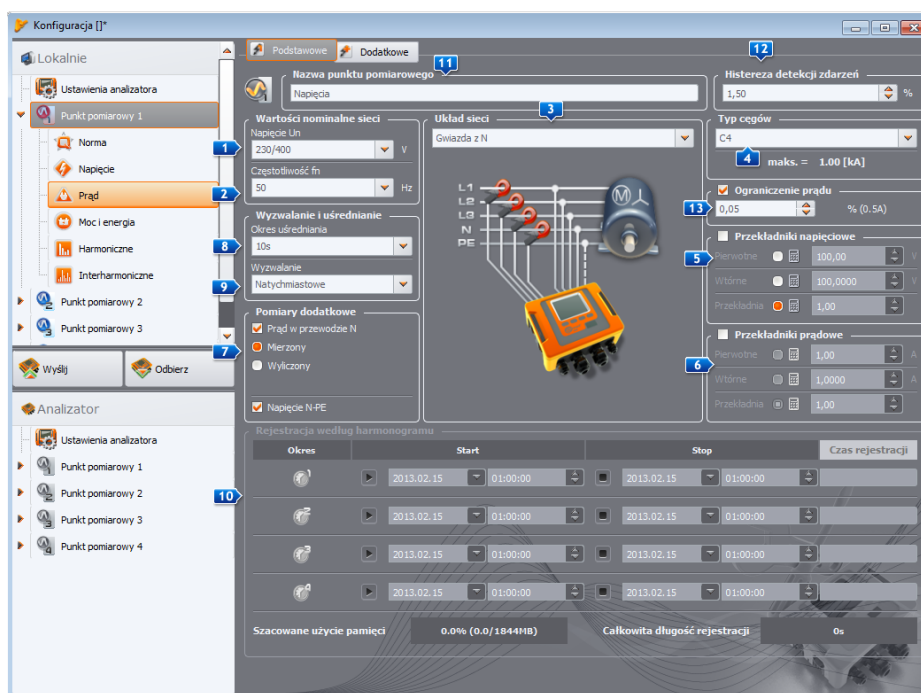 Konfiguracja []*
Lokalnie
Ustawienia analizatora
Punkt pomiarowy 1
Norma
Napięcie
Prąd
Moc i energia
Harmoniczne
Interharmoniczne
Punkt pomiarowy 2
Punkt pomiarowy 3
Wyślij
Odbierz
Analizator
Ustawienia analizatora
Punkt pomiarowy 1
Punkt pomiarowy 2
Punkt pomiarowy 3
Punkt pomiarowy 4
Podstawowe
Dodatkowe
11
Nazwa punktu pomiarowego
Napięcia
12
Histereza detekcji zdarzeń
1,50 %
Wartości nominalne sieci
Napięcie Un
1
230/400 V
Częstotliwość fn
2
50 Hz
Wyzwalanie i uśrednianie
Okres uśredniania
8
10s
Wyzwalanie
9
Natychmiastowe
Pomiary dodatkowe
Prąd w przewodzie N
7
Mierzony
Wyliczony
Napięcie N-PE
3
Układ sieci
Gwiazda z N
L1
L2
L3
N
PE
M
Typ cęgów
C4
4
maks. = 1.00 [kA]
Ograniczenie prądu
13
0,05 % (0.5A)
Przekładniki napięciowe
5
Pierwotne 100,00 V
Wtórne 100,0000 V
Przekładnia 1,00
Przekładniki prądowe
6
Pierwotne 1,00 A
Wtórne 1,0000 A
Przekładnia 1,00
Rejestracja według harmonogramu
Okres Start Stop Czas rejestracji
10
1 2013.02.15 01:00:00 2013.02.15 01:00:00
2 2013.02.15 01:00:00 2013.02.15 01:00:00
3 2013.02.15 01:00:00 2013.02.15 01:00:00
4 2013.02.15 01:00:00 2013.02.15 01:00:00
Szacowane użycie pamięci 0.0% (0.0/1844MB) Całkowita długość rejestracji 0s